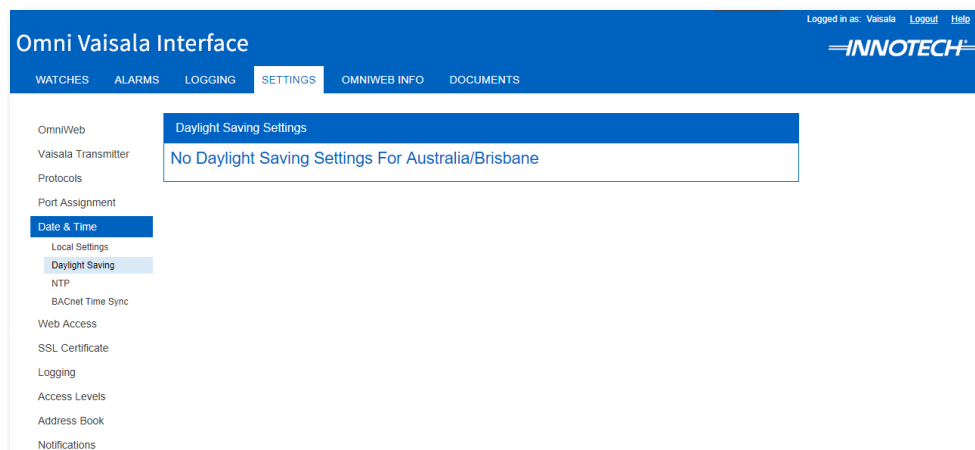 Logged in as: Vaisala Logout Help
Omni Vaisala Interface
INNOTECH
WATCHES ALARMS LOGGING SETTINGS OMNIWEB INFO DOCUMENTS
OmniWeb
Vaisala Transmitter
Protocols
Port Assignment
Date & Time
Local Settings
Daylight Saving
NTP
BACnet Time Sync
Web Access
SSL Certificate
Logging
Access Levels
Address Book
Notifications
Daylight Saving Settings
No Daylight Saving Settings For Australia/Brisbane